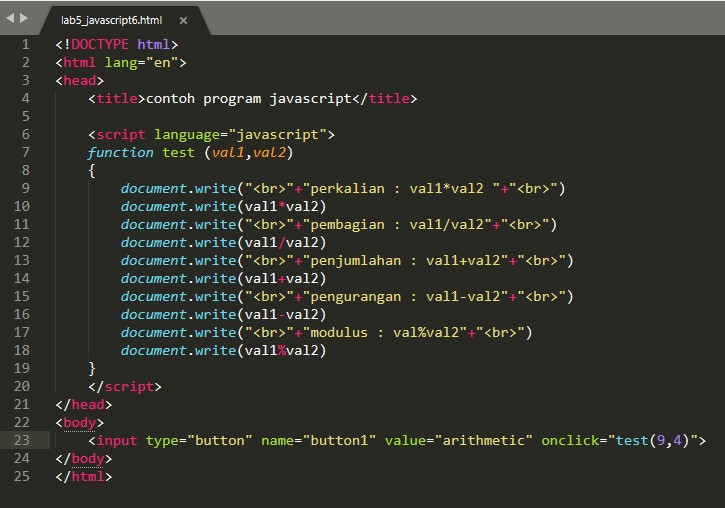 lab5_javascript6.html ×
1 <!DOCTYPE html>
2 <html lang="en">
3 <head>
4 <title>contoh program javascript</title>
5
6 <script language="javascript">
7 function test (val1,val2)
8 {
9 document.write("<br>"+"perkalian : val1*val2 "+"<br>")
10 document.write(val1*val2)
11 document.write("<br>"+"pembagian : val1/val2"+"<br>")
12 document.write(val1/val2)
13 document.write("<br>"+"penjumlahan : val1+val2"+"<br>")
14 document.write(val1+val2)
15 document.write("<br>"+"pengurangan : val1-val2"+"<br>")
16 document.write(val1-val2)
17 document.write("<br>"+"modulus : val%val2"+"<br>")
18 document.write(val1%val2)
19 }
20 </script>
21 </head>
22 <body>
23 <input type="button" name="button1" value="arithmetic" onclick="test(9,4)">
24 </body>
25 </html>